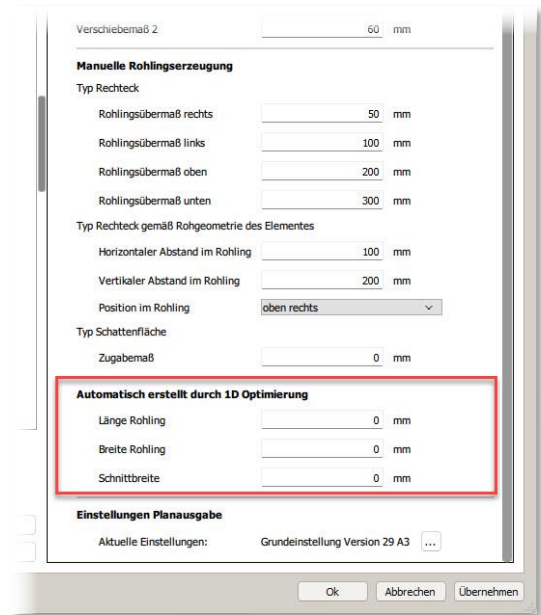 Verschiebemaß 2 60 mm
Manuelle Rohlingserzeugung
Typ Rechteck
Rohlingsübermaß rechts 50 mm
Rohlingsübermaß links 100 mm
Rohlingsübermaß oben 200 mm
Rohlingsübermaß unten 300 mm
Typ Rechteck gemäß Rohgeometrie des Elementes
Horizontaler Abstand im Rohling 100 mm
Vertikaler Abstand im Rohling 200 mm
Position im Rohling oben rechts
Typ Schattenfläche
Zugabemaß 0 mm
Automatisch erstellt durch 1D Optimierung
Länge Rohling 0 mm
Breite Rohling 0 mm
Schnittbreite 0 mm
Einstellungen Planausgabe
Aktuelle Einstellungen: Grundeinstellung Version 29 A3 ...
Ok Abbrechen Übernehmen